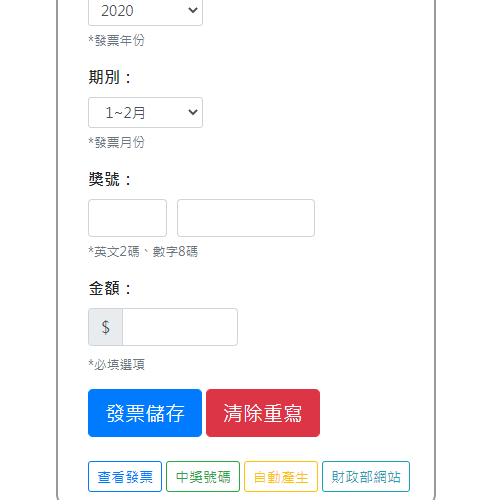 2020
*發票年份
期別：
1~2月
*發票月份
獎號：
*英文2碼、數字8碼
金額：
$
*必填選項
發票儲存 清除重寫
查看發票 中獎號碼 自動產生 財政部網站